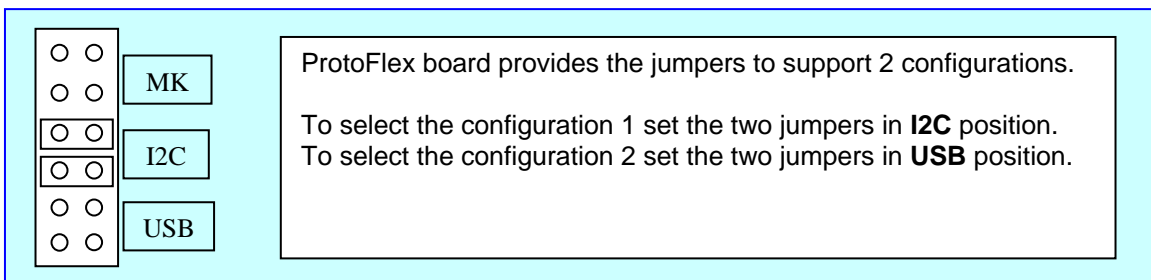 MK
I2C
USB
ProtoFlex board provides the jumpers to support 2 configurations.
To select the configuration 1 set the two jumpers in I2C position.
To select the configuration 2 set the two jumpers in USB position.